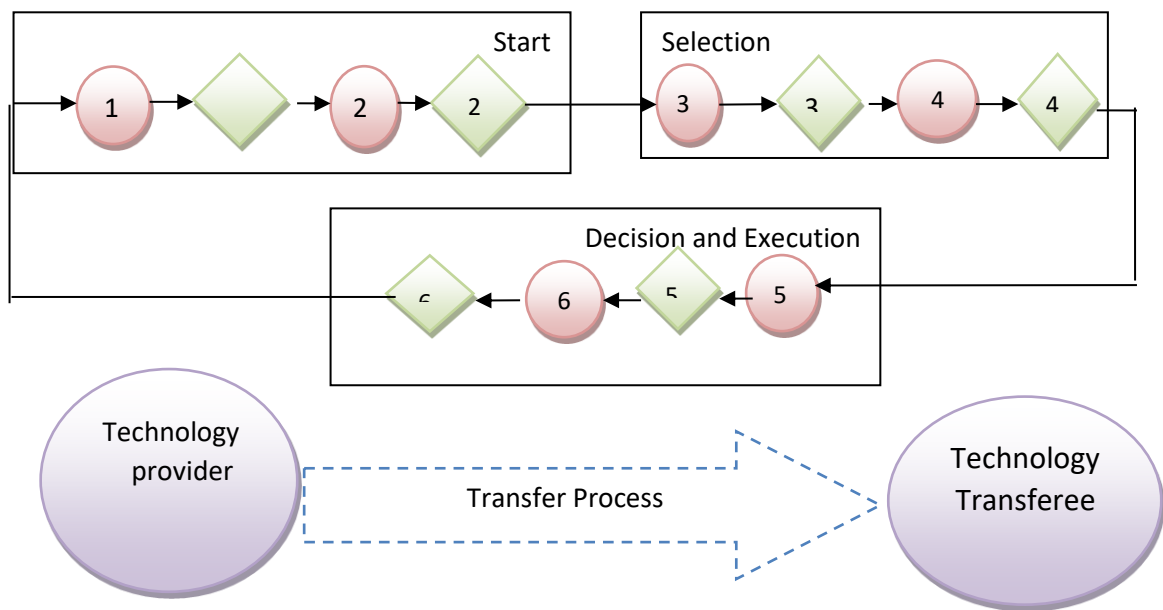 Start
1
2
2
Selection
3
3
4
4
Decision and Execution
6
6
5
5
Technology
provider
Transfer Process
Technology
Transferee